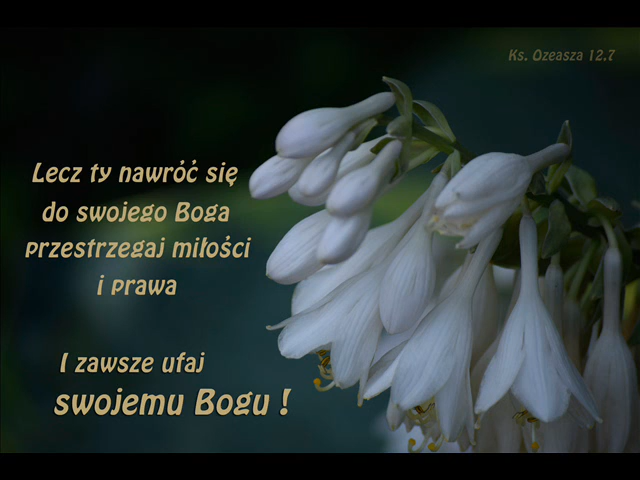 Ks. Ozeasza 12.7
Lecz ty nawróć się
do swojego Boga
przestrzegaj miłości
i prawa
I zawsze ufaj
swojemu Bogu !